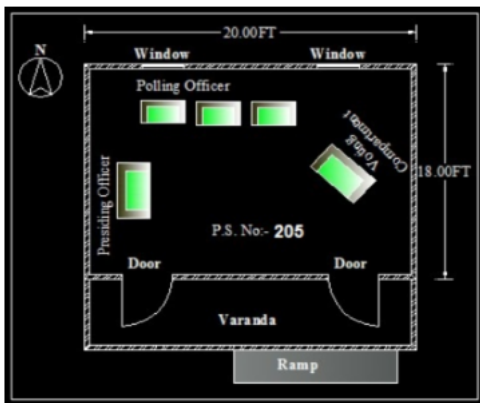 20.00FT
N
Window
Window
Polling Officer
Voting
Compartment
18.00FT
Presiding Officer
P.S. No:- 205
Door
Door
Varanda
Ramp